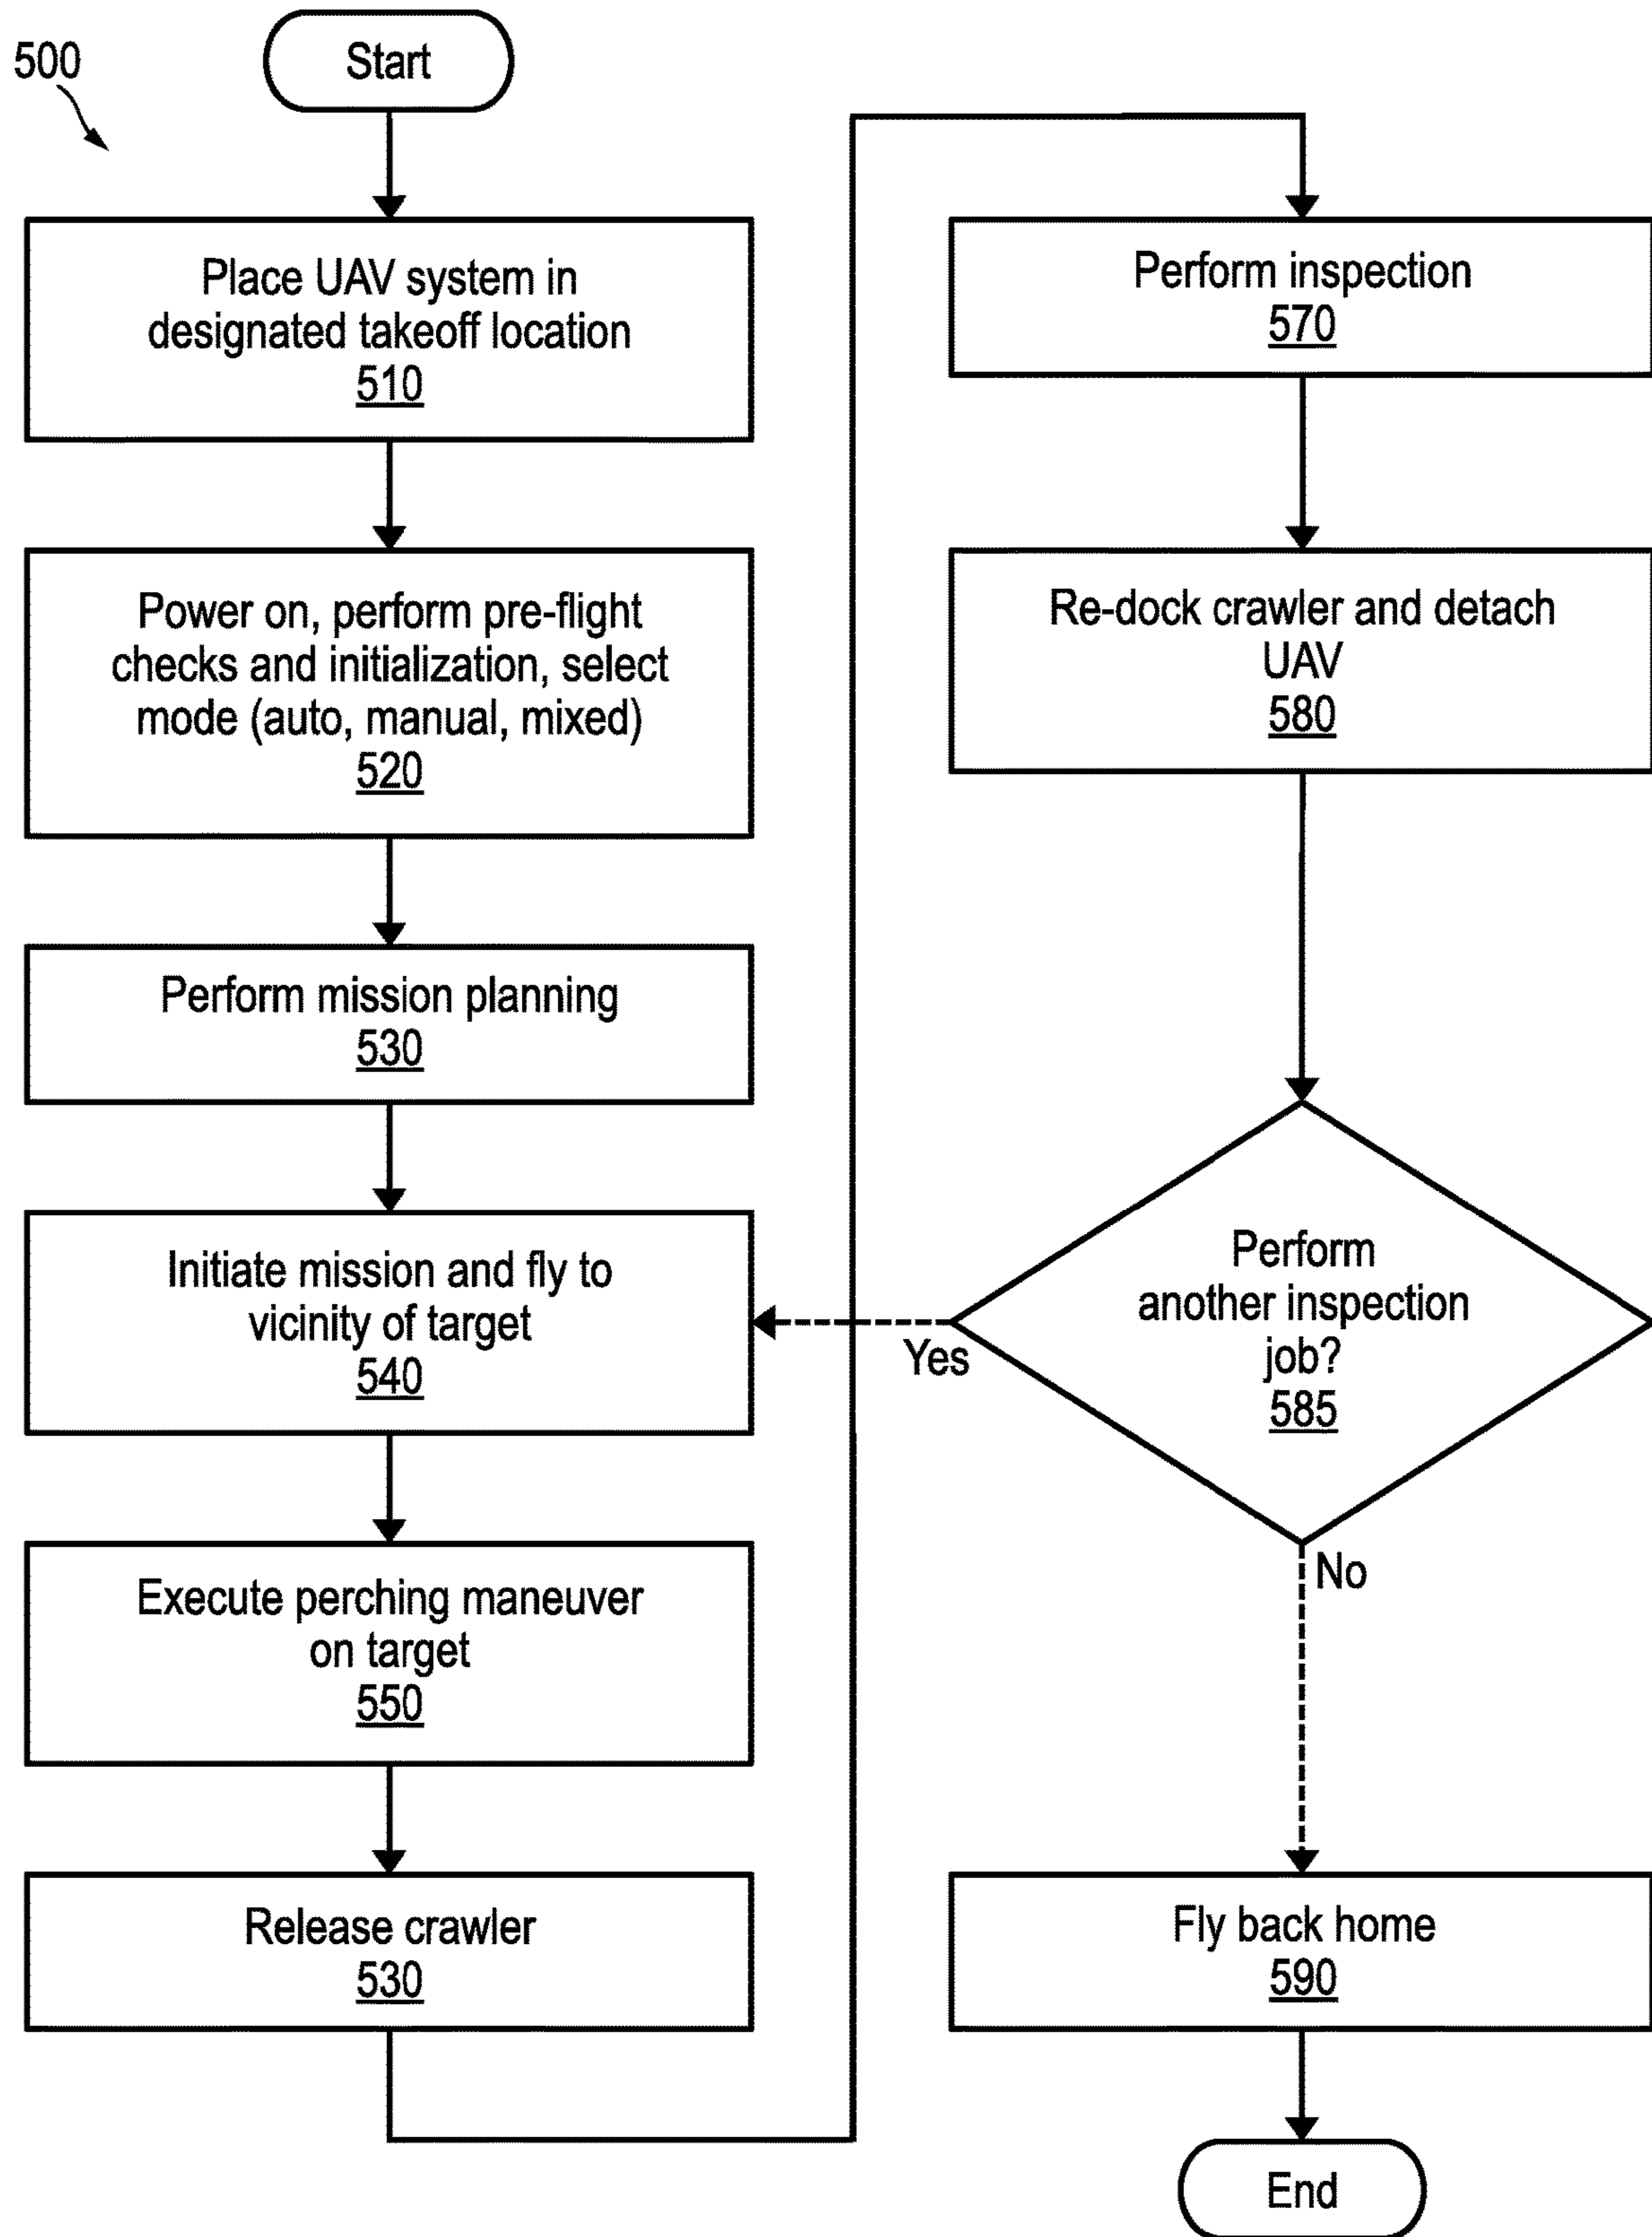 500
Start
Place UAV system in
designated takeoff location
510
Power on, perform pre-flight
checks and initialization, select
mode (auto, manual, mixed)
520
Perform mission planning
530
Initiate mission and fly to
vicinity of target
540
Execute perching maneuver
on target
550
Release crawler
530
Perform inspection
570
Re-dock crawler and detach
UAV
580
Perform
another inspection
job?
585
Yes
No
Fly back home
590
End